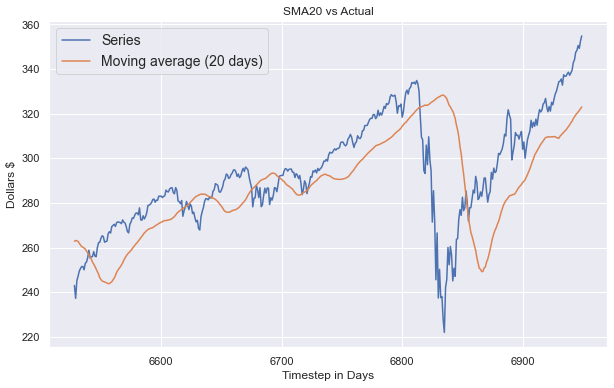 SMA20 vs Actual
Series
Moving average (20 days)
Dollars $
360
340
320
300
280
260
240
220
6600
6700
6800
6900
Timestep in Days